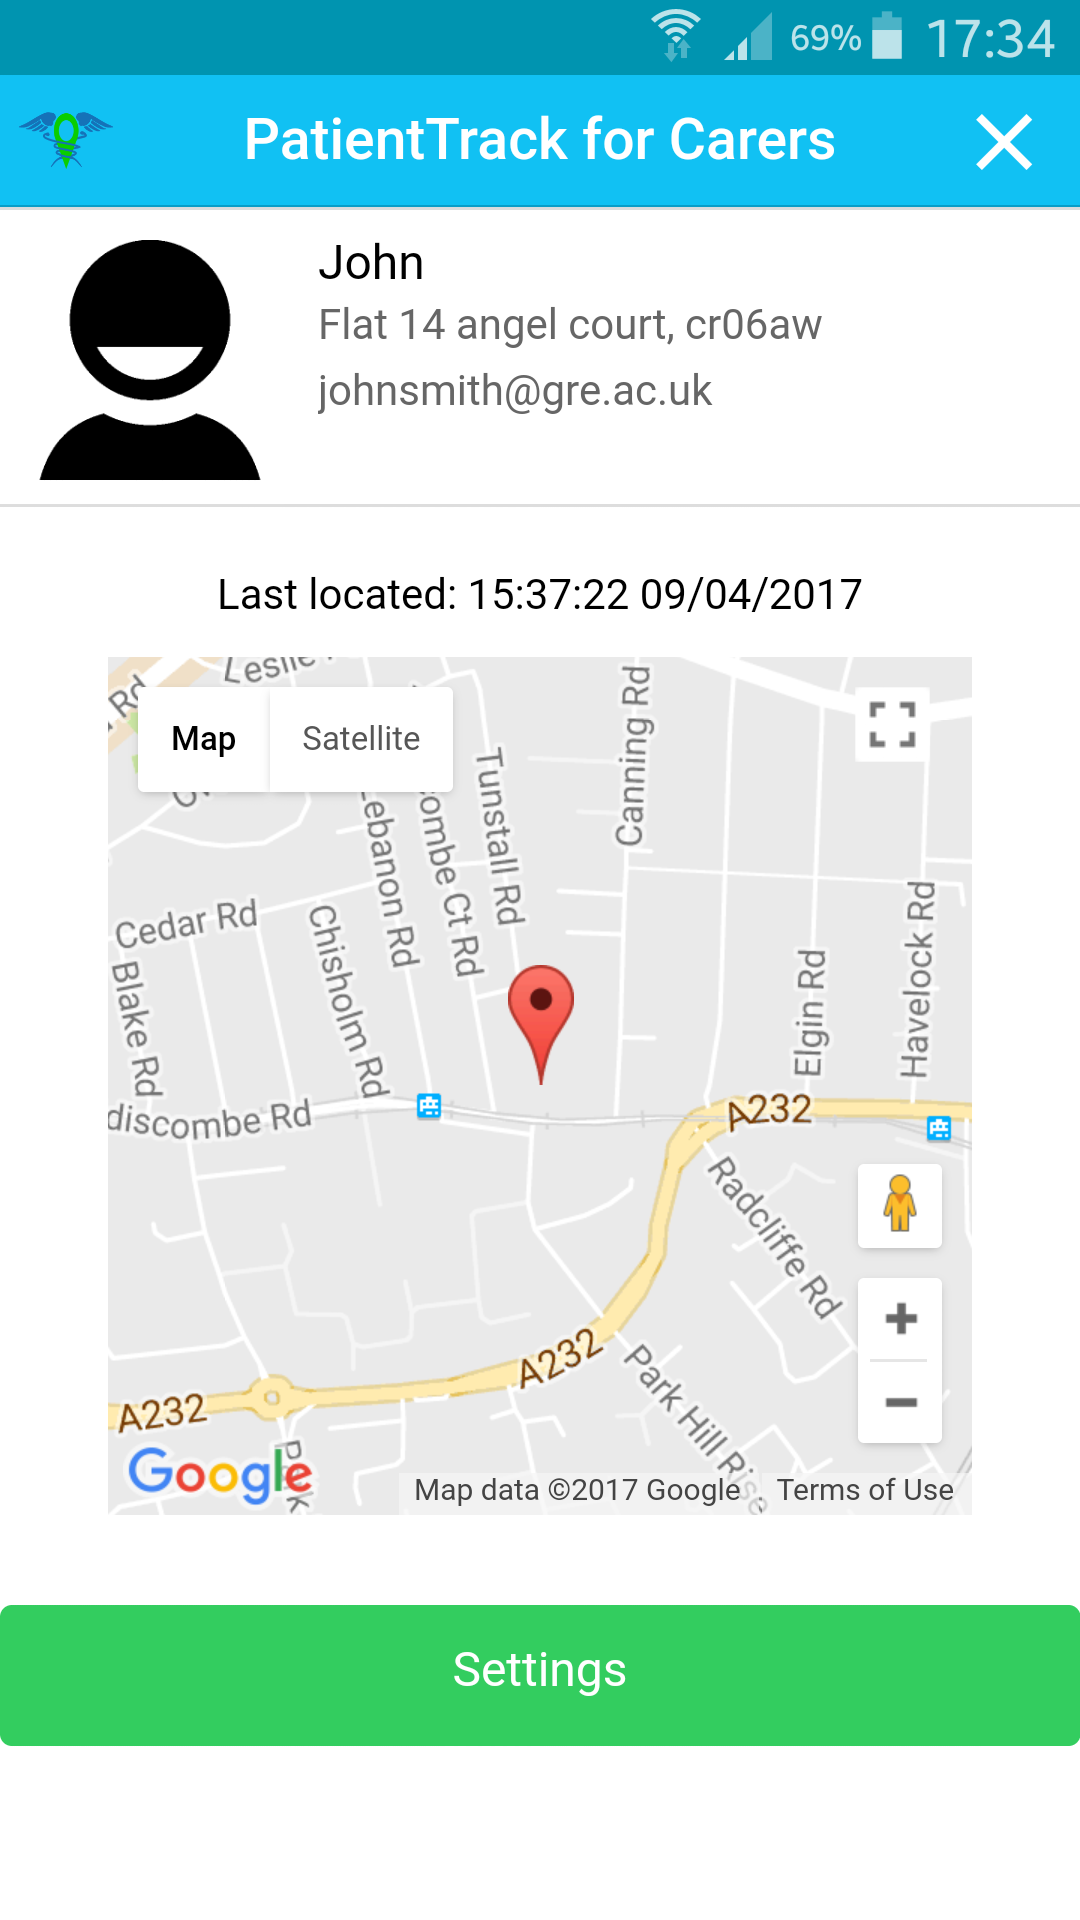 69% 17:34
PatientTrack for Carers
John
Flat 14 angel court, cr06aw
johnsmith@gre.ac.uk
Last located: 15:37:22 09/04/2017
Leslie
Rd
Map Satellite
Canning Rd
Tunstall Rd
ombe Ct Rd
Lebanon Rd
Cedar Rd
Chisholm Rd
Blake Rd
Elgin Rd
Havelock Rd
discombe Rd
A232
Radcliffe Rd
A232
Park Hill Rise
A232
Park
Google
Map data ©2017 Google
Terms of Use
Settings